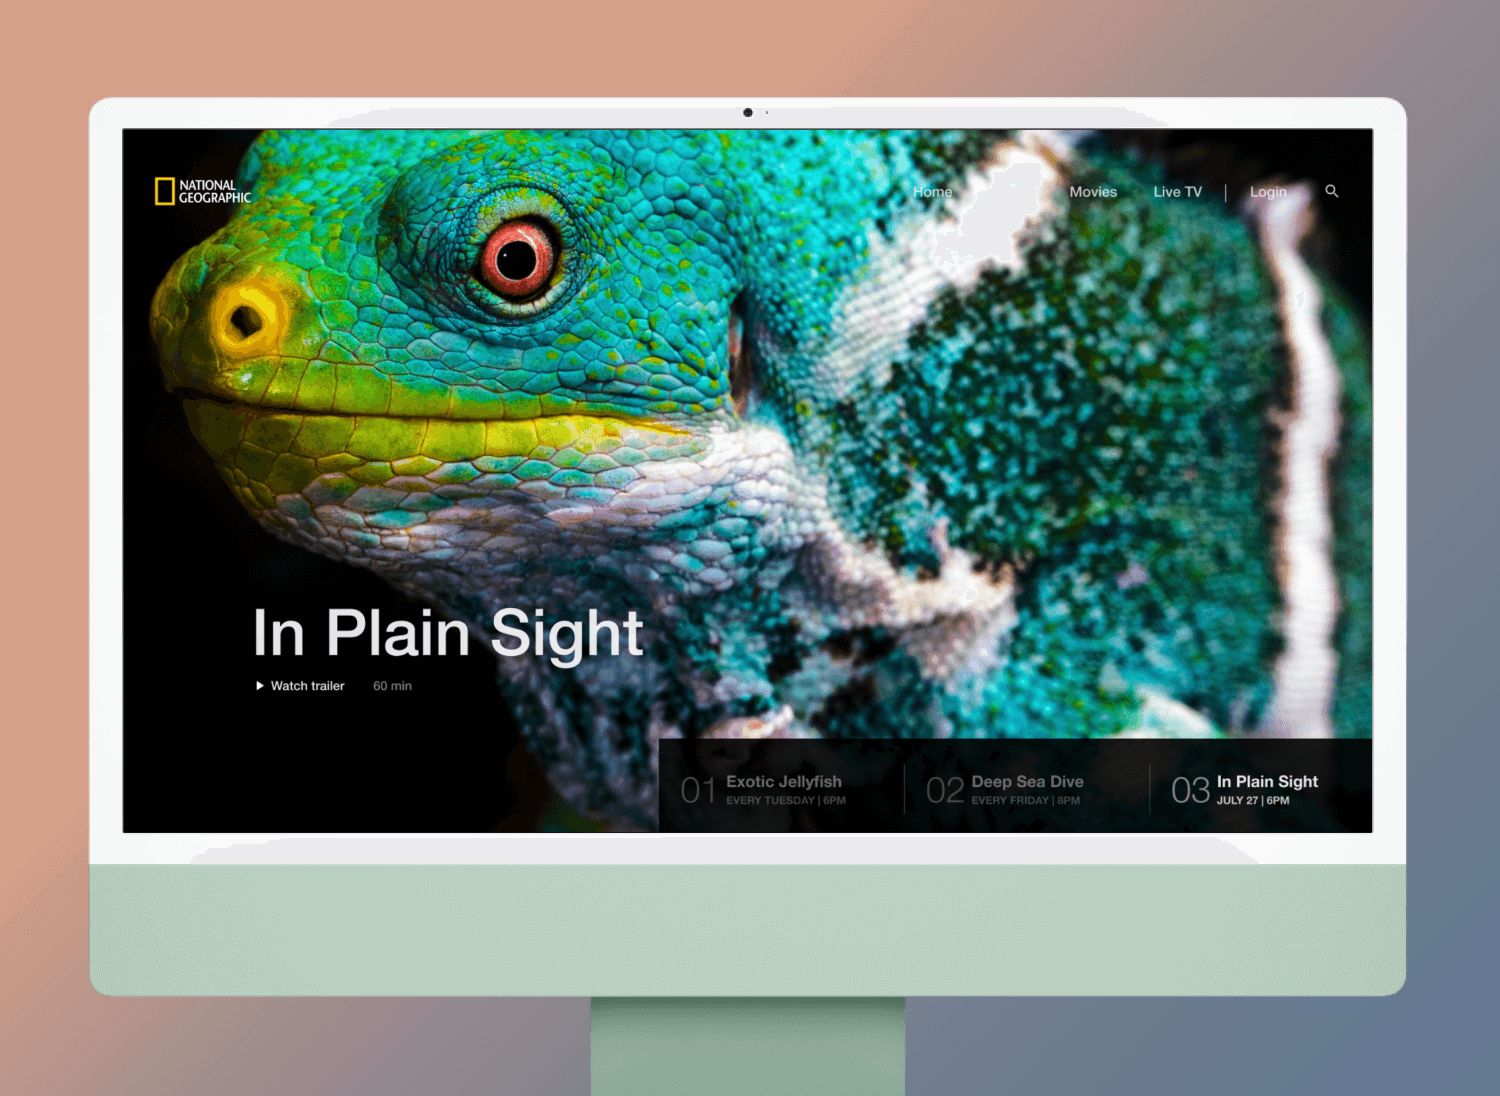 NATIONAL
GEOGRAPHIC
Home Movies Live TV | Login
In Plain Sight
Watch trailer 60 min
01 Exotic Jellyfish
EVERY TUESDAY | 6PM
02 Deep Sea Dive
EVERY FRIDAY | 8PM
03 In Plain Sight
JULY 27 | 6PM